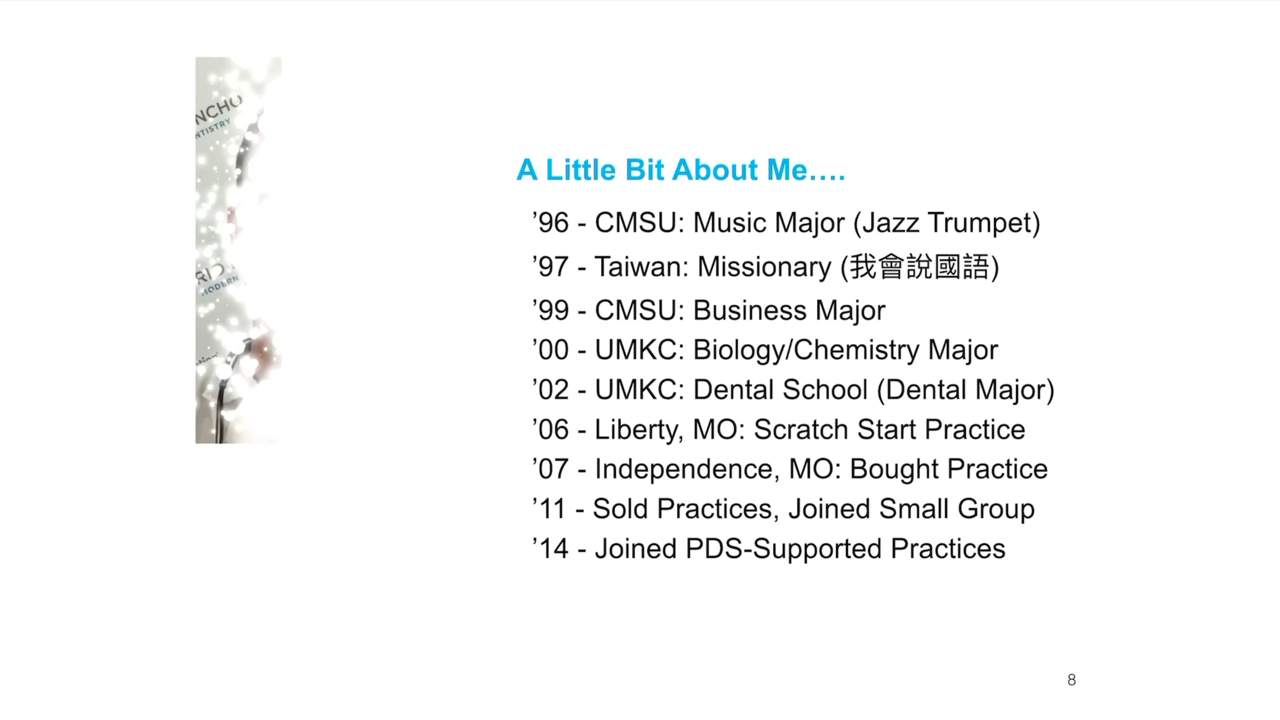 A Little Bit About Me….
’96 - CMSU: Music Major (Jazz Trumpet)
’97 - Taiwan: Missionary (我會說國語)
’99 - CMSU: Business Major
’00 - UMKC: Biology/Chemistry Major
’02 - UMKC: Dental School (Dental Major)
’06 - Liberty, MO: Scratch Start Practice
’07 - Independence, MO: Bought Practice
’11 - Sold Practices, Joined Small Group
’14 - Joined PDS-Supported Practices
8